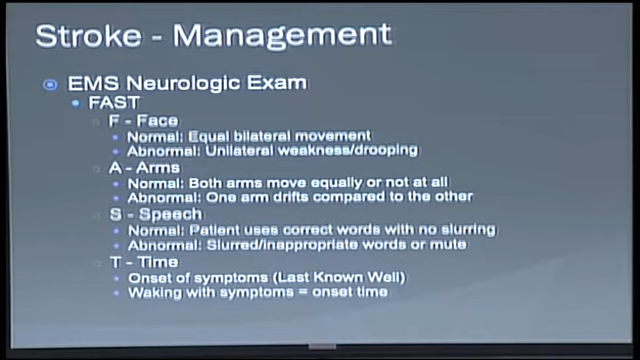 Stroke - Management
EMS Neurologic Exam
FAST
F - Face
Normal: Equal bilateral movement
Abnormal: Unilateral weakness/drooping
A - Arms
Normal: Both arms move equally or not at all
Abnormal: One arm drifts compared to the other
S - Speech
Normal: Patient uses correct words with no slurring
Abnormal: Slurred/inappropriate words or mute
T - Time
Onset of symptoms (Last Known Well)
Waking with symptoms = onset time